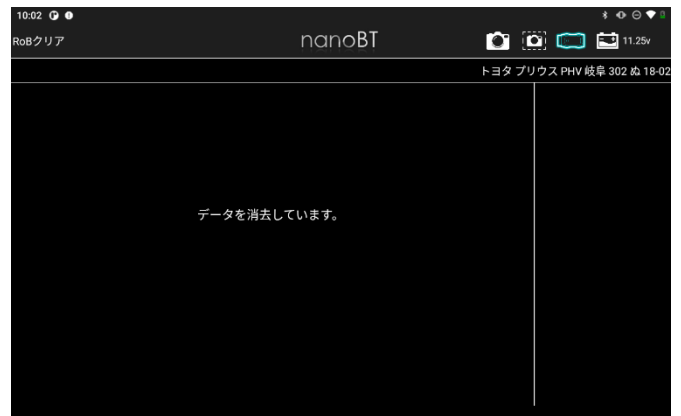 10:02
RoBクリア
nanoBT
11.25v
トヨタ プリウス PHV 岐阜 302 ぬ 18-02
データを消去しています。